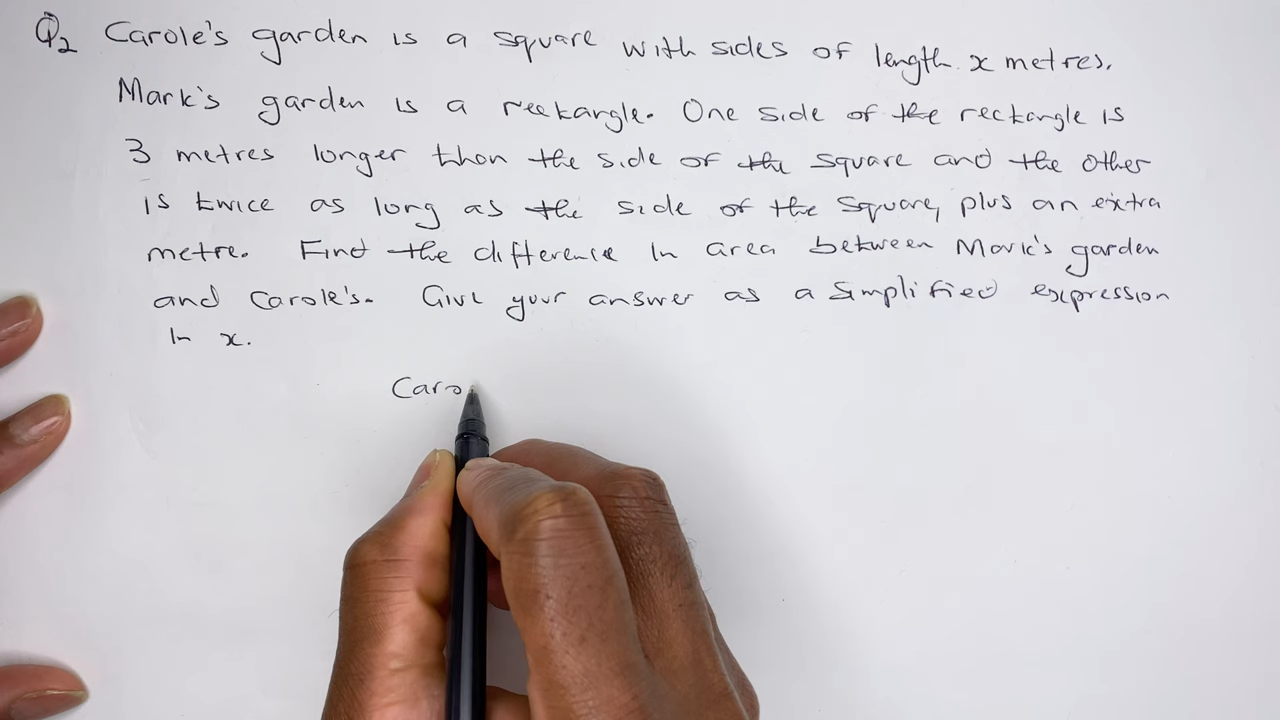 Q2 Carole's garden is a square with sides of length x metres.
Mark's garden is a rectangle. One side of the rectangle is
3 metres longer than the side of the square and the other
is twice as long as the side of the square, plus an extra
metre. Find the difference in area between Mark's garden
and Carole's. Give your answer as a simplified expression
in x.
Caro